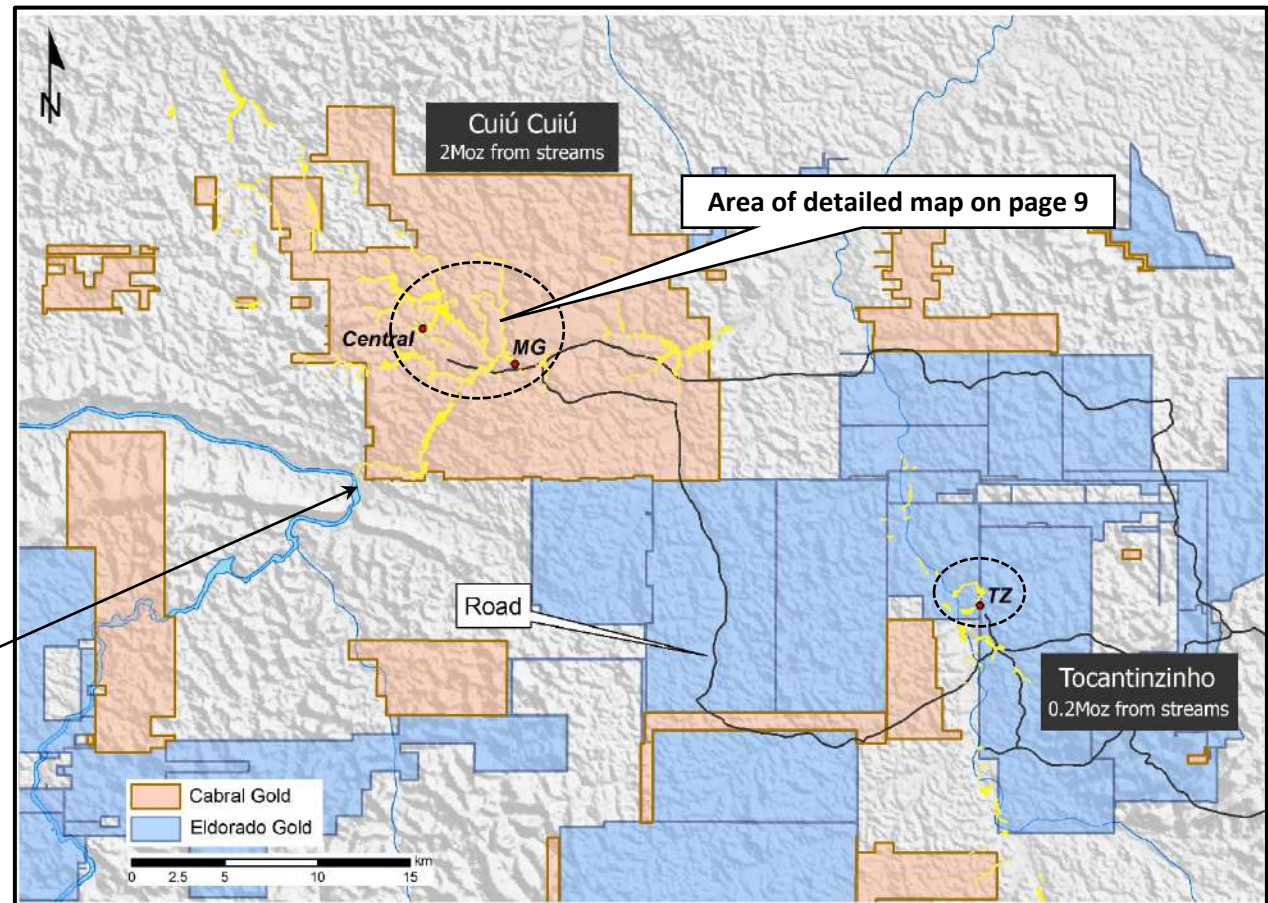 N
Cuiú Cuiú
2Moz from streams
Area of detailed map on page 9
Central
MG
Road
TZ
Tocantinzinho
0.2Moz from streams
Cabral Gold
Eldorado Gold
km
0 2.5 5 10 15